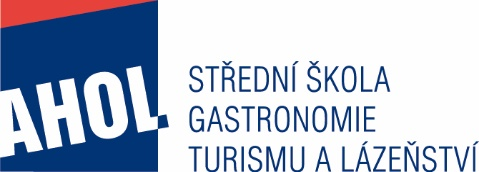 AHOL
STŘEDNÍ ŠKOLA
GASTRONOMIE
TURISMU A LÁZEŇSTVÍ